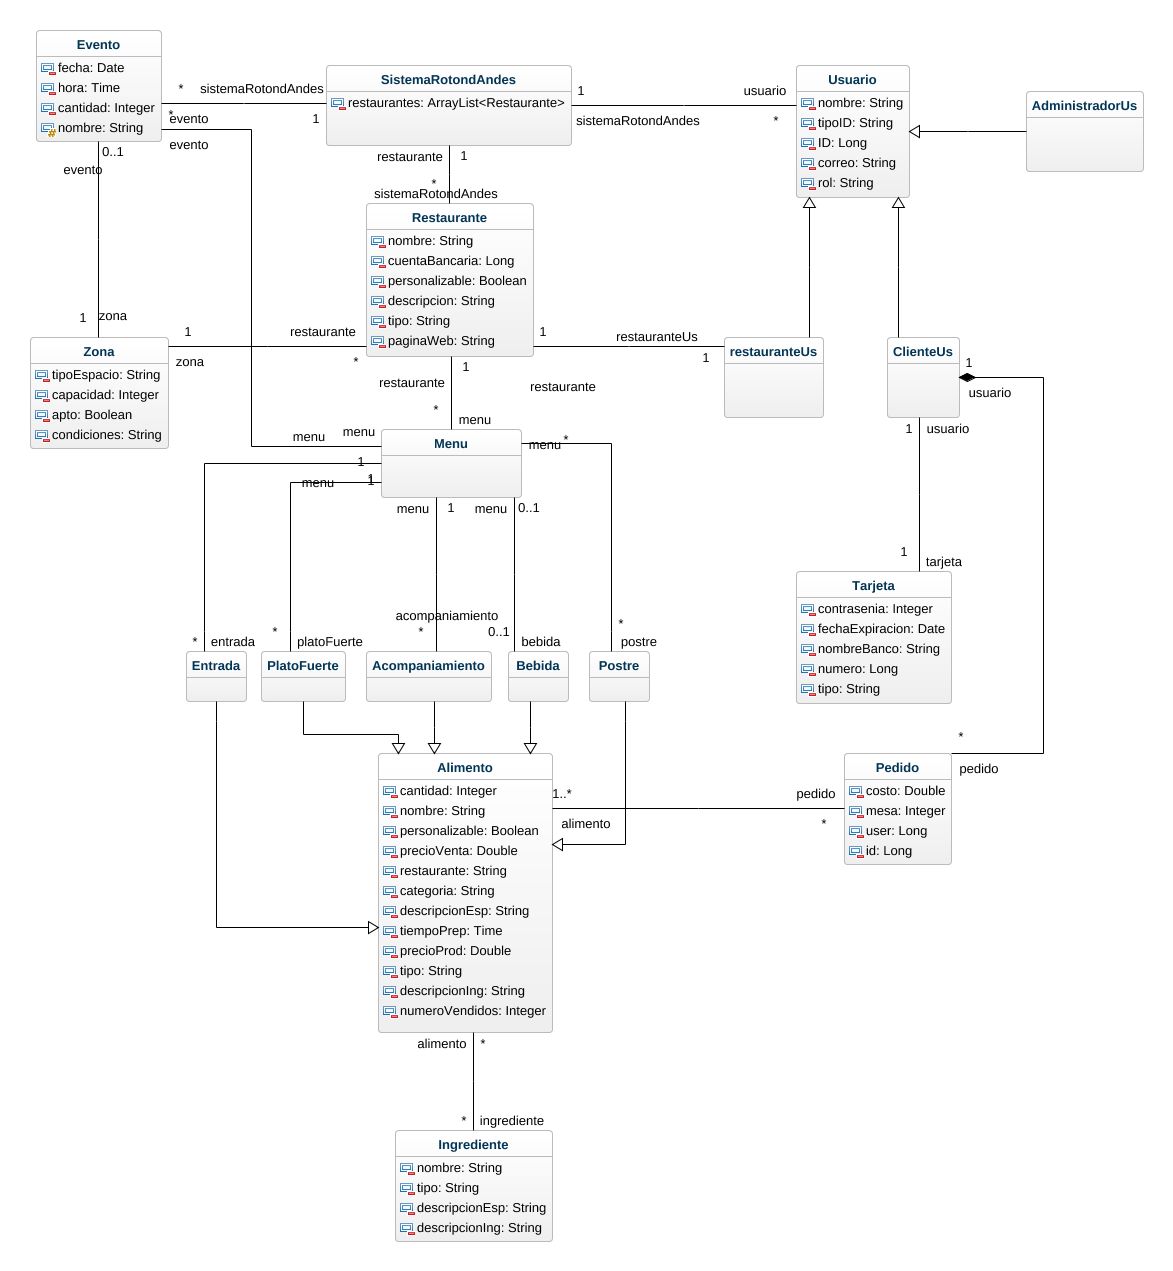 Evento
fecha: Date
hora: Time
cantidad: Integer
nombre: String
*
sistemaRotondAndes
*
evento
1
evento
0..1
evento
SistemaRotondAndes
restaurantes: ArrayList<Restaurante>
1
usuario
sistemaRotondAndes
*
Usuario
nombre: String
tipoID: String
ID: Long
correo: String
rol: String
AdministradorUs
restaurante
1
*
sistemaRotondAndes
Restaurante
nombre: String
cuentaBancaria: Long
personalizable: Boolean
descripcion: String
tipo: String
paginaWeb: String
1
zona
1
restaurante
zona
*
1
restauranteUs
1
Zona
tipoEspacio: String
capacidad: Integer
apto: Boolean
condiciones: String
restauranteUs
ClienteUs
1
usuario
1
usuario
restaurante
1
restaurante
*
menu
menu
menu
menu
*
Menu
1
menu
1
1
menu
1
menu
0..1
1
tarjeta
Tarjeta
contrasenia: Integer
fechaExpiracion: Date
nombreBanco: String
numero: Long
tipo: String
*
entrada
*
platoFuerte
acompaniamiento
*
0..1
bebida
*
postre
Entrada
PlatoFuerte
Acompaniamiento
Bebida
Postre
*
pedido
Alimento
cantidad: Integer
nombre: String
personalizable: Boolean
precioVenta: Double
restaurante: String
categoria: String
descripcionEsp: String
tiempoPrep: Time
precioProd: Double
tipo: String
descripcionIng: String
numeroVendidos: Integer
1..*
pedido
alimento
*
Pedido
costo: Double
mesa: Integer
user: Long
id: Long
alimento
*
*
ingrediente
Ingrediente
nombre: String
tipo: String
descripcionEsp: String
descripcionIng: String